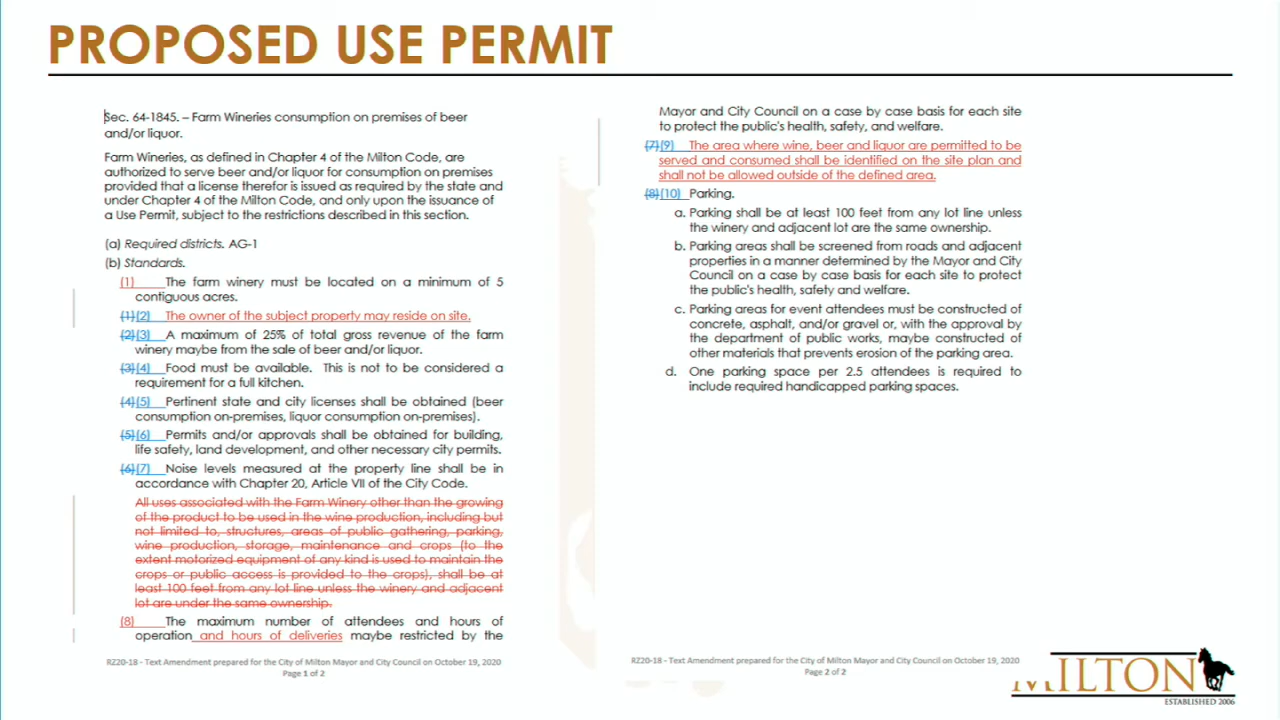 PROPOSED USE PERMIT
Sec. 64-1845. – Farm Wineries consumption on premises of beer
and/or liquor.
Farm Wineries, as defined in Chapter 4 of the Milton Code, are
authorized to serve beer and/or liquor for consumption on premises
provided that a license therefor is issued as required by the state and
under Chapter 4 of the Milton Code, and only upon the issuance of
a Use Permit, subject to the restrictions described in this section.
(a) Required districts. AG-1
(b) Standards.
(1) The farm winery must be located on a minimum of 5
contiguous acres.
(1)(2) The owner of the subject property may reside on site.
(2)(3) A maximum of 25% of total gross revenue of the farm
winery maybe from the sale of beer and/or liquor.
(3)(4) Food must be available. This is not to be considered a
requirement for a full kitchen.
(4)(5) Pertinent state and city licenses shall be obtained (beer
consumption on-premises, liquor consumption on-premises).
(5)(6) Permits and/or approvals shall be obtained for building,
life safety, land development, and other necessary city permits.
(6)(7) Noise levels measured at the property line shall be in
accordance with Chapter 20, Article VII of the City Code.
All uses associated with the Farm Winery other than the growing
of the product to be used in the wine production, including but
not limited to, structures, areas of public gathering, parking,
wine production, storage, maintenance and crops (to the
extent motorized equipment of any kind is used to maintain the
crops or public access is provided to the crops), shall be at
least 100 feet from any lot line unless the winery and adjacent
lot are under the same ownership.
(8) The maximum number of attendees and hours of
operation and hours of deliveries maybe restricted by the
RZ20-18 - Text Amendment prepared for the City of Milton Mayor and City Council on October 19, 2020
Page 1 of 2
Mayor and City Council on a case by case basis for each site
to protect the public's health, safety, and welfare.
(7)(9) The area where wine, beer and liquor are permitted to be
served and consumed shall be identified on the site plan and
shall not be allowed outside of the defined area.
(8)(10) Parking.
a. Parking shall be at least 100 feet from any lot line unless
the winery and adjacent lot are the same ownership.
b. Parking areas shall be screened from roads and adjacent
properties in a manner determined by the Mayor and City
Council on a case by case basis for each site to protect
the public's health, safety and welfare.
c. Parking areas for event attendees must be constructed of
concrete, asphalt, and/or gravel or, with the approval by
the department of public works, maybe constructed of
other materials that prevents erosion of the parking area.
d. One parking space per 2.5 attendees is required to
include required handicapped parking spaces.
RZ20-18 - Text Amendment prepared for the City of Milton Mayor and City Council on October 19, 2020
Page 2 of 2
MILTON
ESTABLISHED 2006